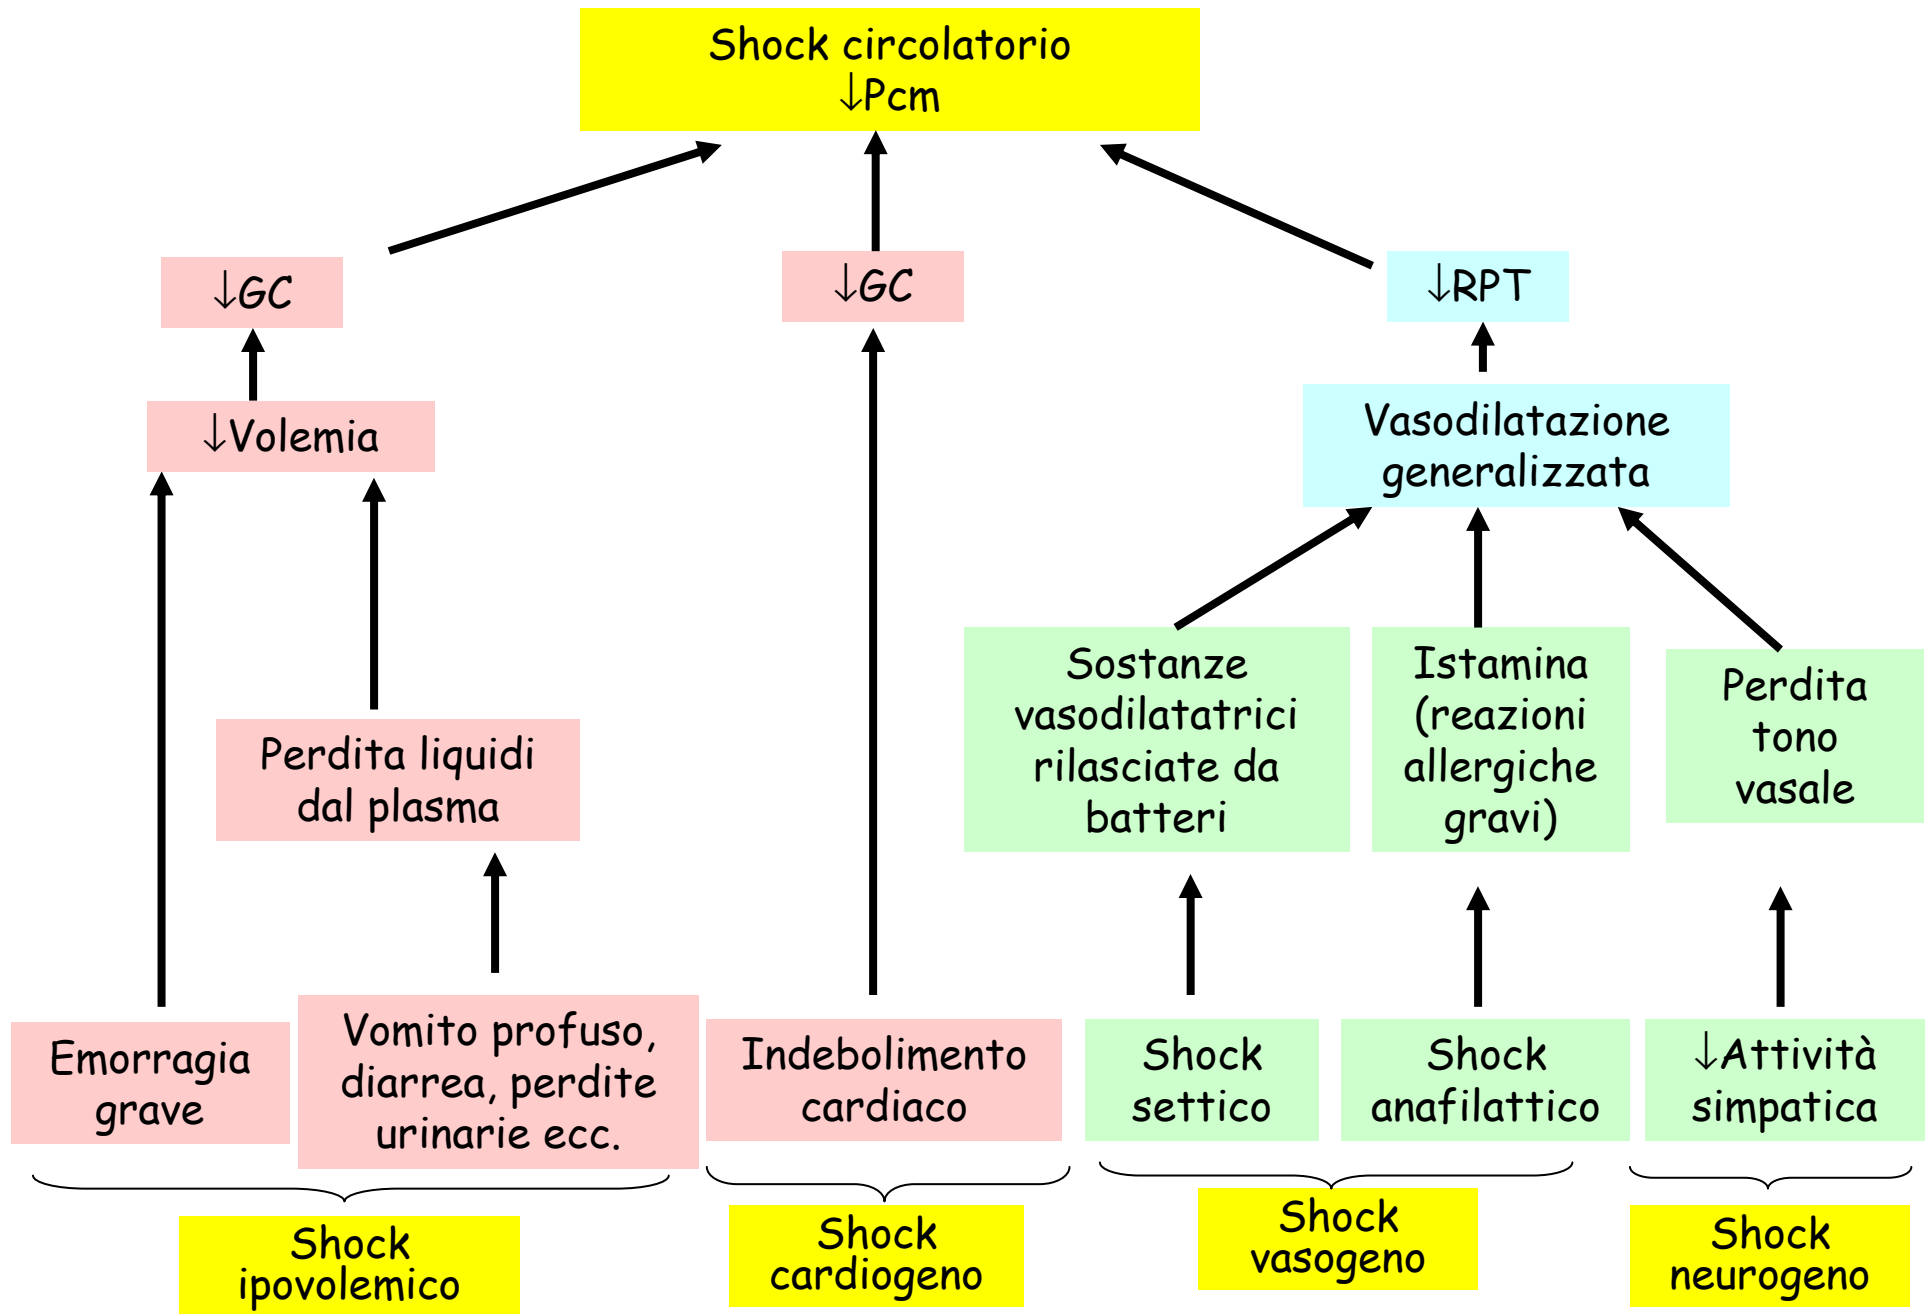 Shock circolatorio
↓Pcm
↓GC
↓GC
↓RPT
↓Volemia
Vasodilatazione
generalizzata
Sostanze
vasodilatatrici
rilasciate da
batteri
Istamina
(reazioni
allergiche
gravi)
Perdita
tono
vasale
Perdita liquidi
dal plasma
Emorragia
grave
Vomito profuso,
diarrea, perdite
urinarie ecc.
Indebolimento
cardiaco
Shock
settico
Shock
anafilattico
↓Attività
simpatica
Shock
ipovolemico
Shock
cardiogeno
Shock
vasogeno
Shock
neurogeno